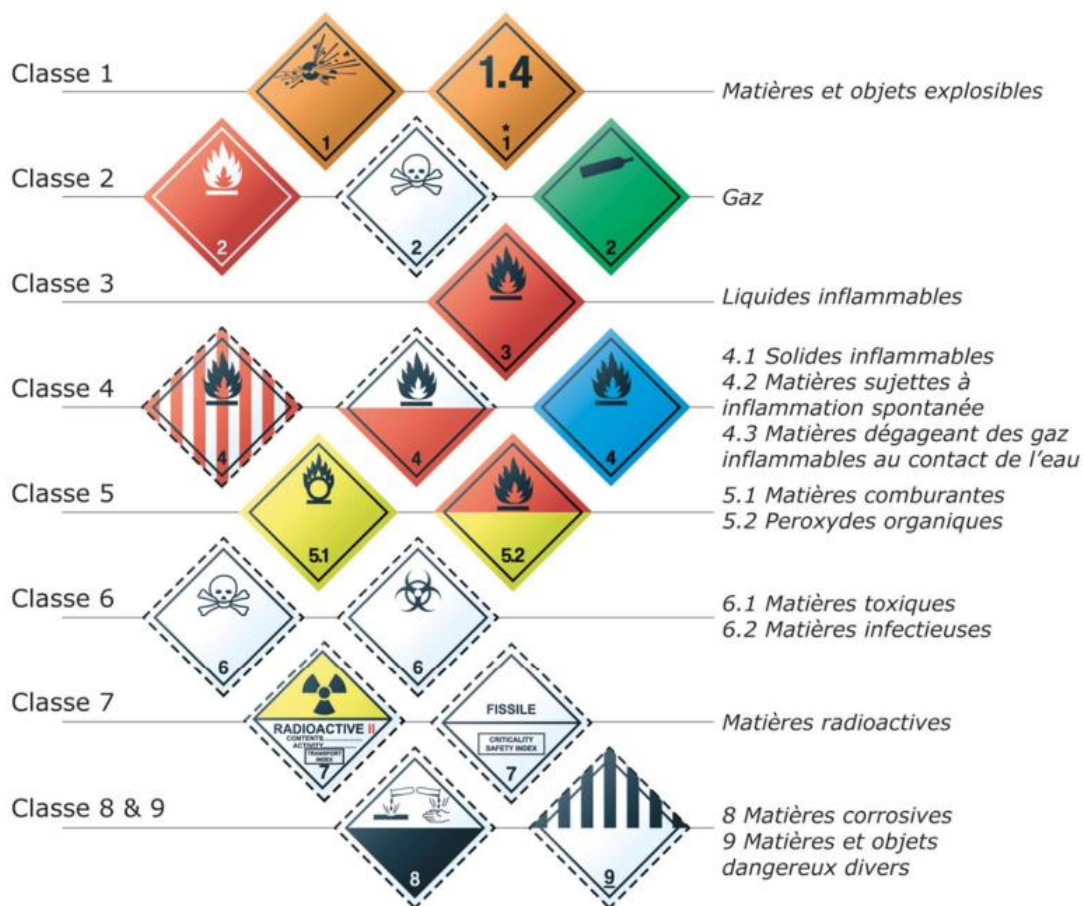 Classe 1
1
1.4
*
1
Matières et objets explosibles
Classe 2
2
2
2
Gaz
Classe 3
3
Liquides inflammables
Classe 4
4
4
4
4.1 Solides inflammables
4.2 Matières sujettes à
inflammation spontanée
4.3 Matières dégageant des gaz
inflammables au contact de l'eau
Classe 5
5.1
5.2
5.1 Matières comburantes
5.2 Peroxydes organiques
Classe 6
6
6
6.1 Matières toxiques
6.2 Matières infectieuses
Classe 7
RADIOACTIVE II
CONTENTS
ACTIVITY
TRANSPORT
INDEX
7
FISSILE
CRITICALITY
SAFETY INDEX
7
Matières radioactives
Classe 8 & 9
8
9
8 Matières corrosives
9 Matières et objets
dangereux divers